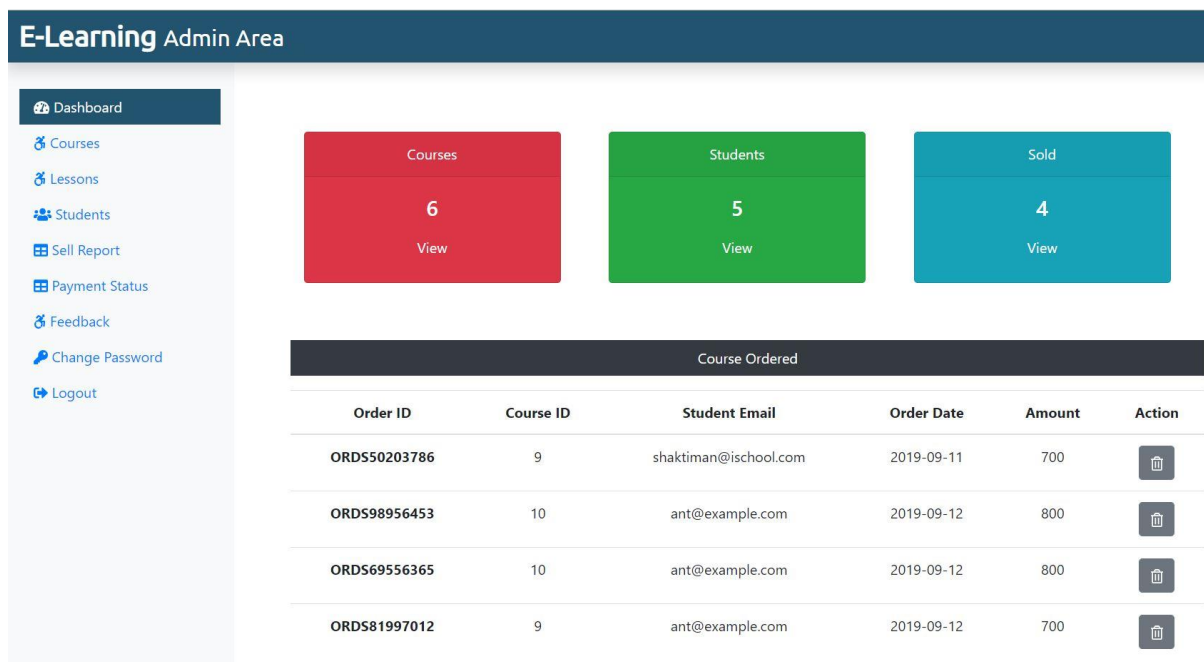 E-Learning Admin Area
Dashboard
Courses
Lessons
Students
Sell Report
Payment Status
Feedback
Change Password
Logout
Courses
6
View
Students
5
View
Sold
4
View
Course Ordered
Order ID Course ID Student Email Order Date Amount Action
ORDS50203786 9 shaktiman@ischool.com 2019-09-11 700
ORDS98956453 10 ant@example.com 2019-09-12 800
ORDS69556365 10 ant@example.com 2019-09-12 800
ORDS81997012 9 ant@example.com 2019-09-12 700